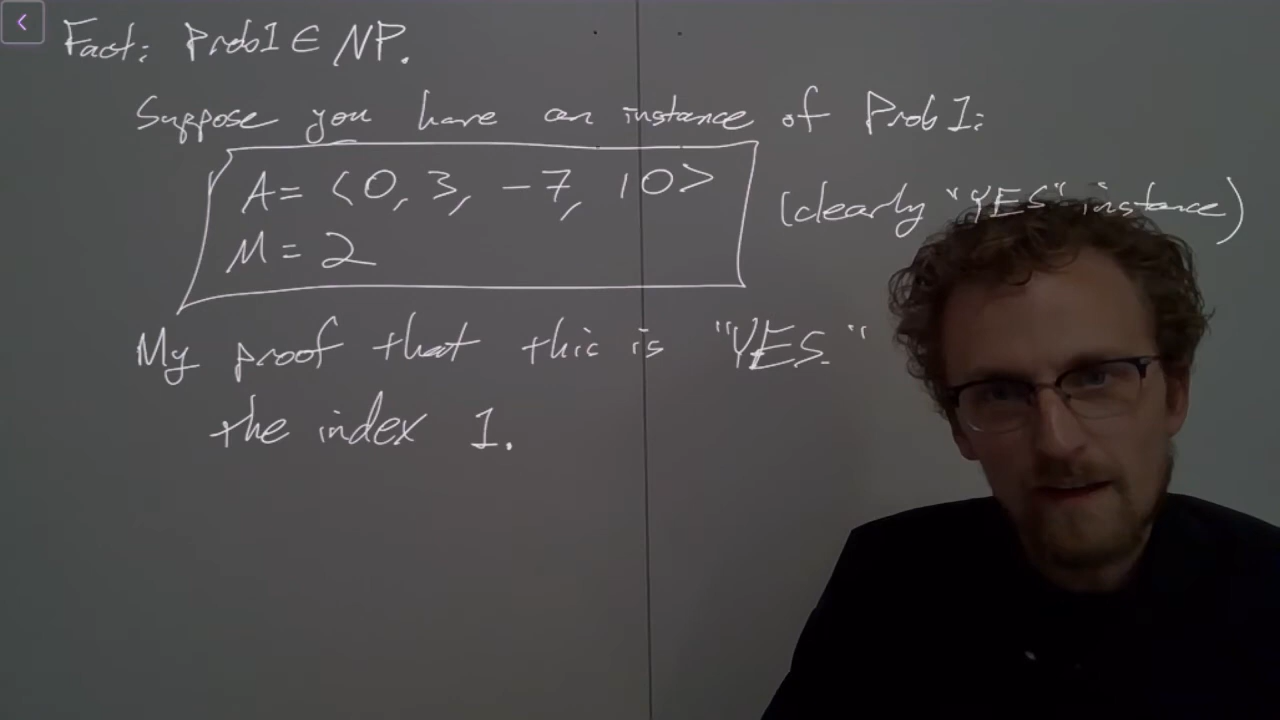 Fact: Prob1 ∈ NP.
Suppose you have an instance of Prob1:
A = <0, 3, -7, 10>
(clearly "YES" instance)
M = 2
My proof that this is "YES"
the index 1.